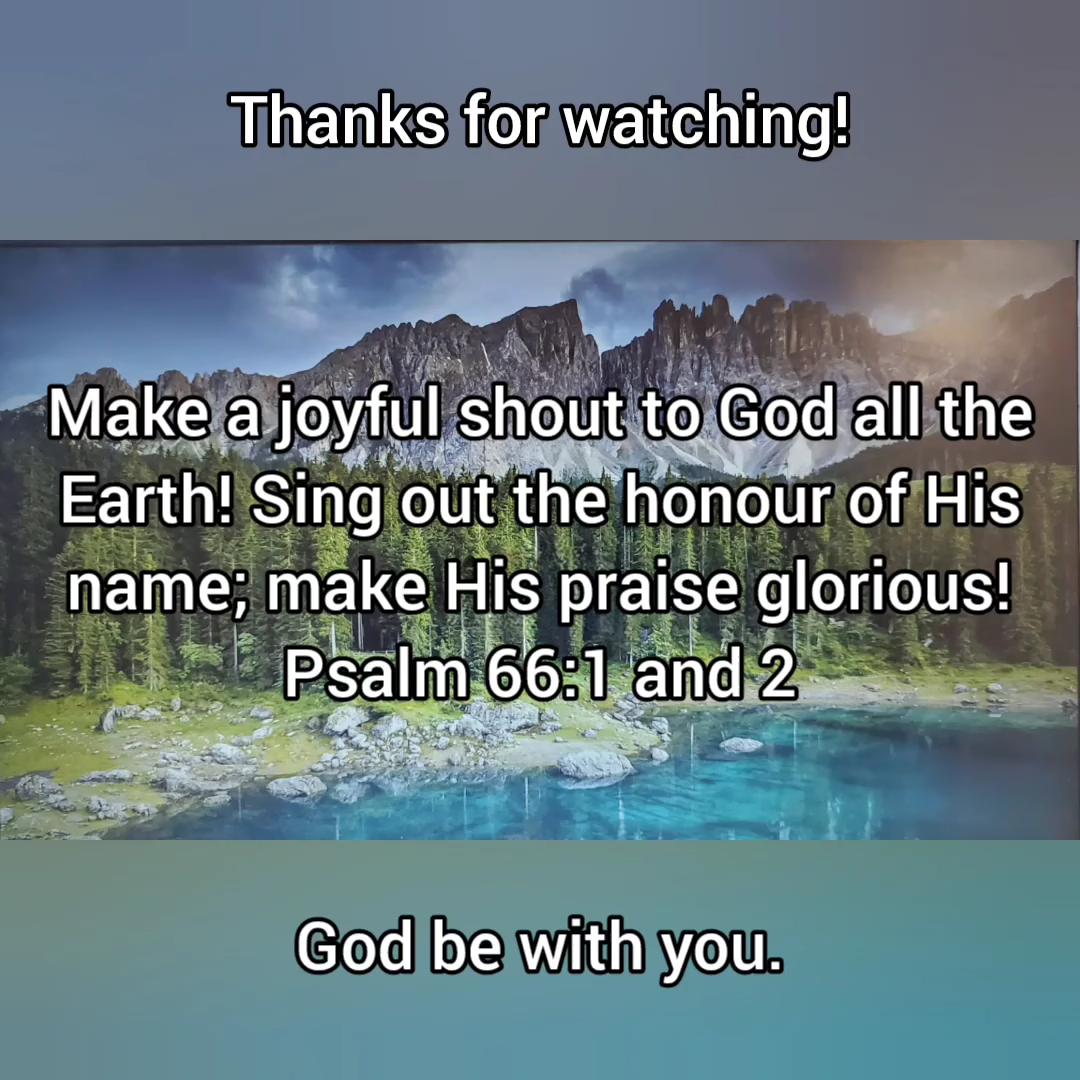 Thanks for watching!
Make a joyful shout to God all the
Earth! Sing out the honour of His
name; make His praise glorious!
Psalm 66:1 and 2
God be with you.